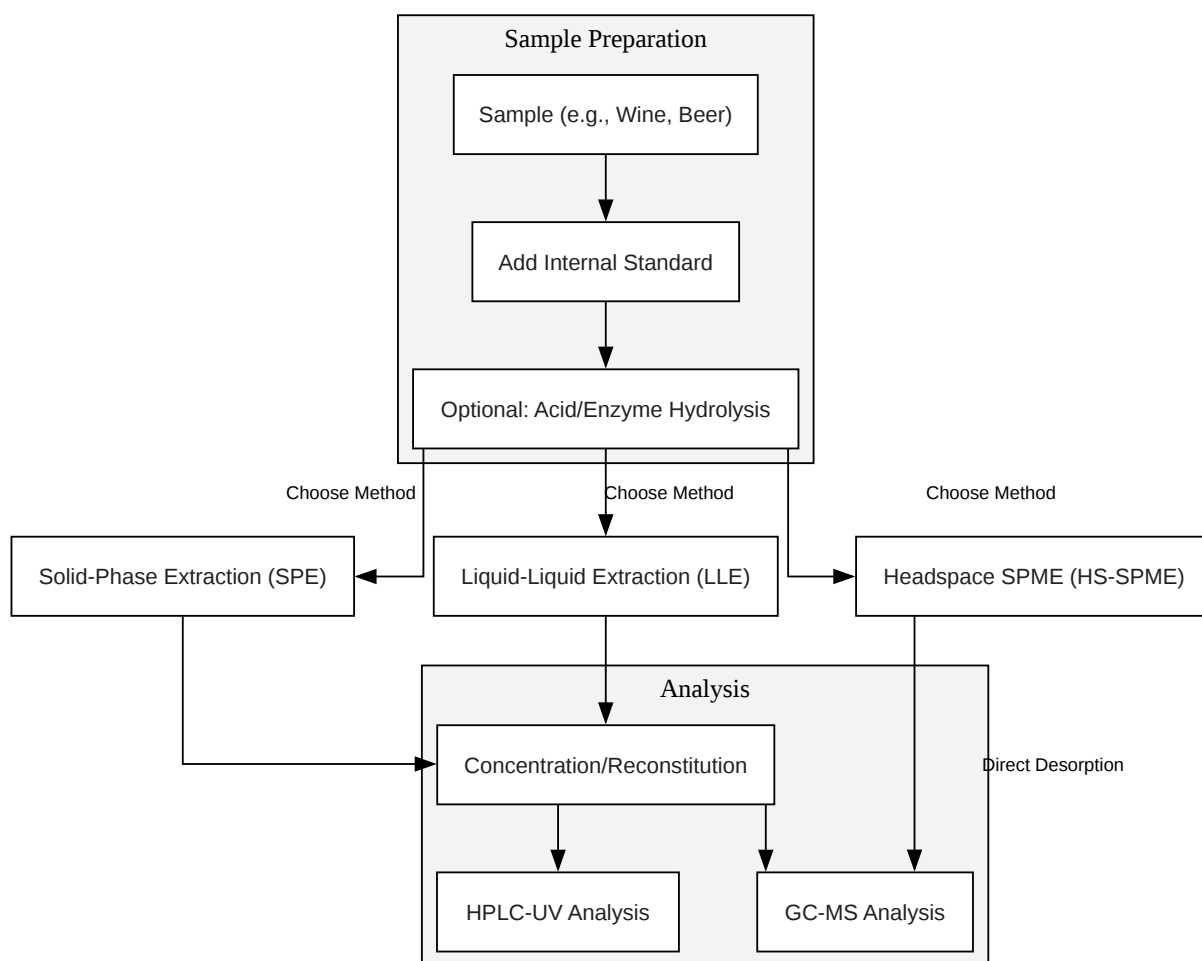 Sample Preparation
Sample (e.g., Wine, Beer)
Add Internal Standard
Optional: Acid/Enzyme Hydrolysis
Choose Method
Choose Method
Choose Method
Solid-Phase Extraction (SPE)
Liquid-Liquid Extraction (LLE)
Headspace SPME (HS-SPME)
Analysis
Concentration/Reconstitution
Direct Desorption
HPLC-UV Analysis
GC-MS Analysis